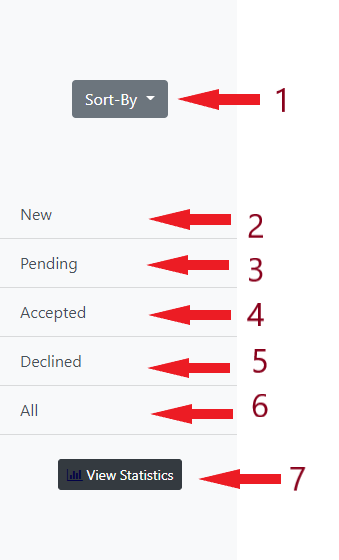 Sort-By 1
New 2
Pending 3
Accepted 4
Declined 5
All 6
View Statistics 7